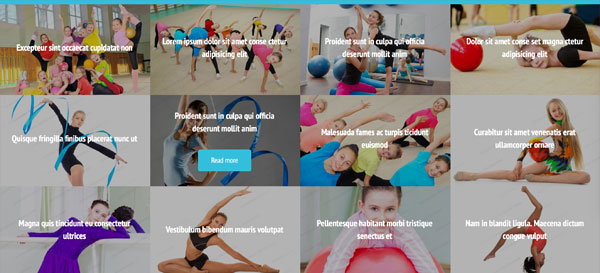 Excepteur sint occaecat cupidatat non
Lorem ipsum dolor sit amet conse ctetur
adipisicing elit
Proident sunt in culpa qui officia
deserunt mollit anim
Dolor sit amet conse set magna ctetur
adipisicing elit
Quisque fringilla finibus placerat nunc ut
Proident sunt in culpa qui officia
deserunt mollit anim
Read more
Malesuada fames ac turpis ticidunt
euismod
Curabitur sit amet venenatis erat
ullamcorper ornare
Magna quis tincidunt eu consectetur
ultrices
Vestibulum bibendum mauris volutpat
Pellentesque habitant morbi tristique
senectus et
Nam in blandit ligula. Maecena dictum
congue vulput